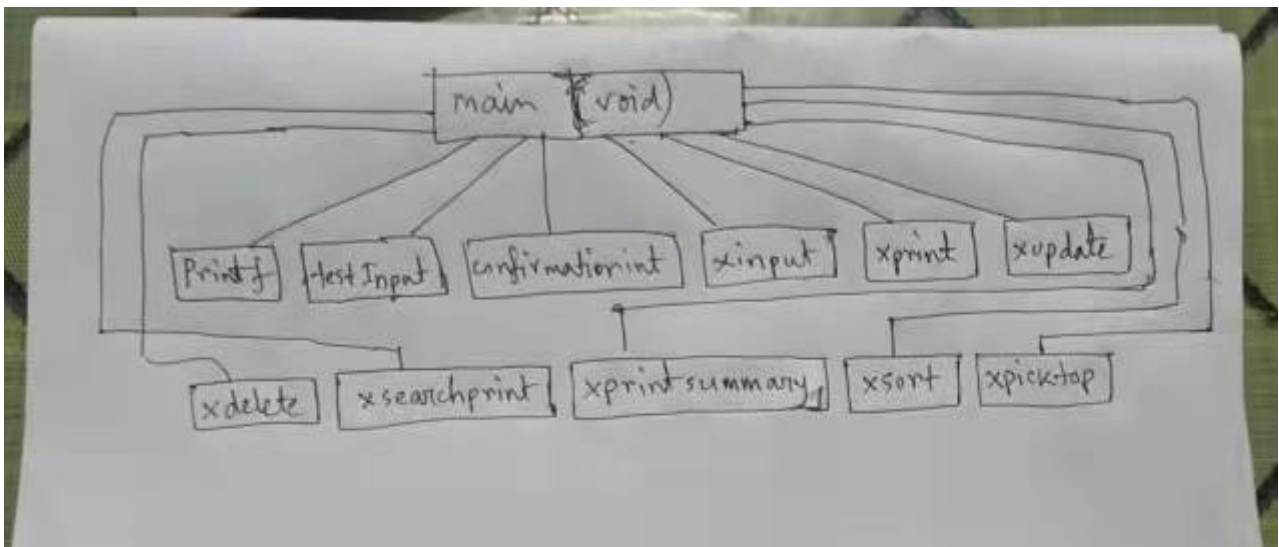 main (void)
Printf testInput confirmationint xinput xprint xupdate
xdelete xsearchprint xprintsummary xsort xpicktop